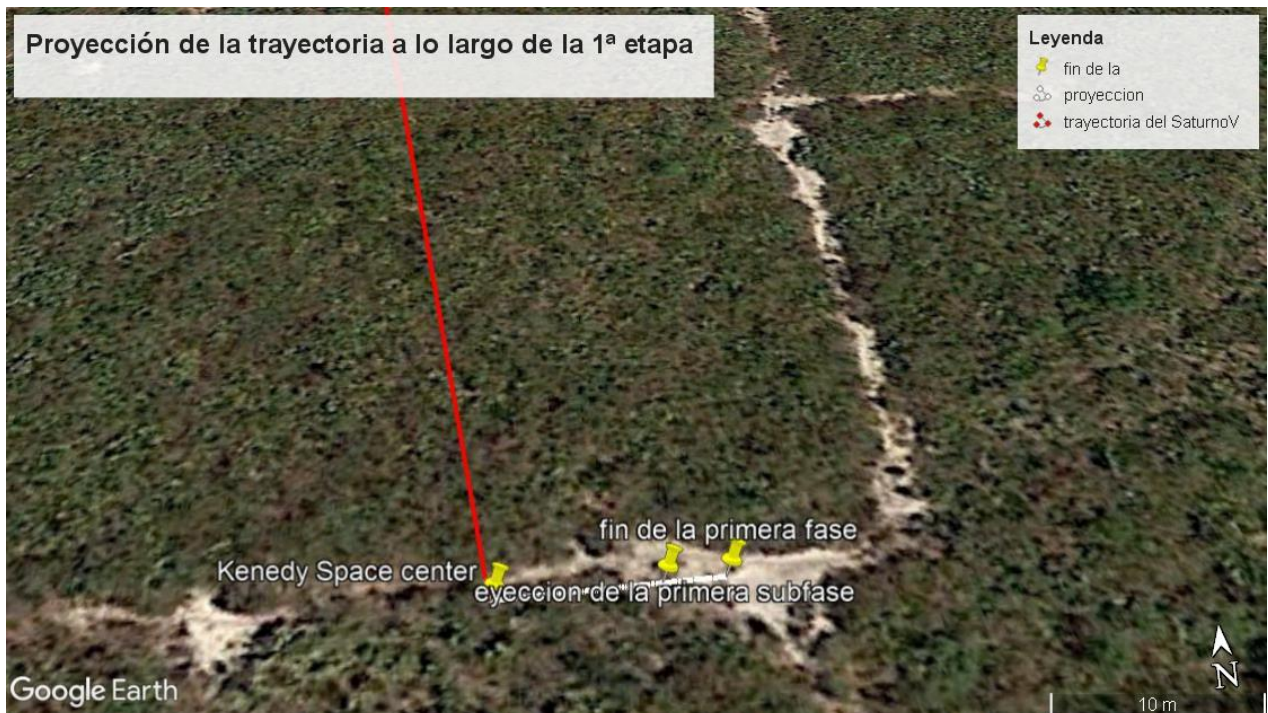 Proyección de la trayectoria a lo largo de la 1ª etapa
Leyenda
fin de la
proyeccion
trayectoria del SaturnoV
fin de la primera fase
Kenedy Space center
eyeccion de la primera subfase
N
Google Earth
10 m